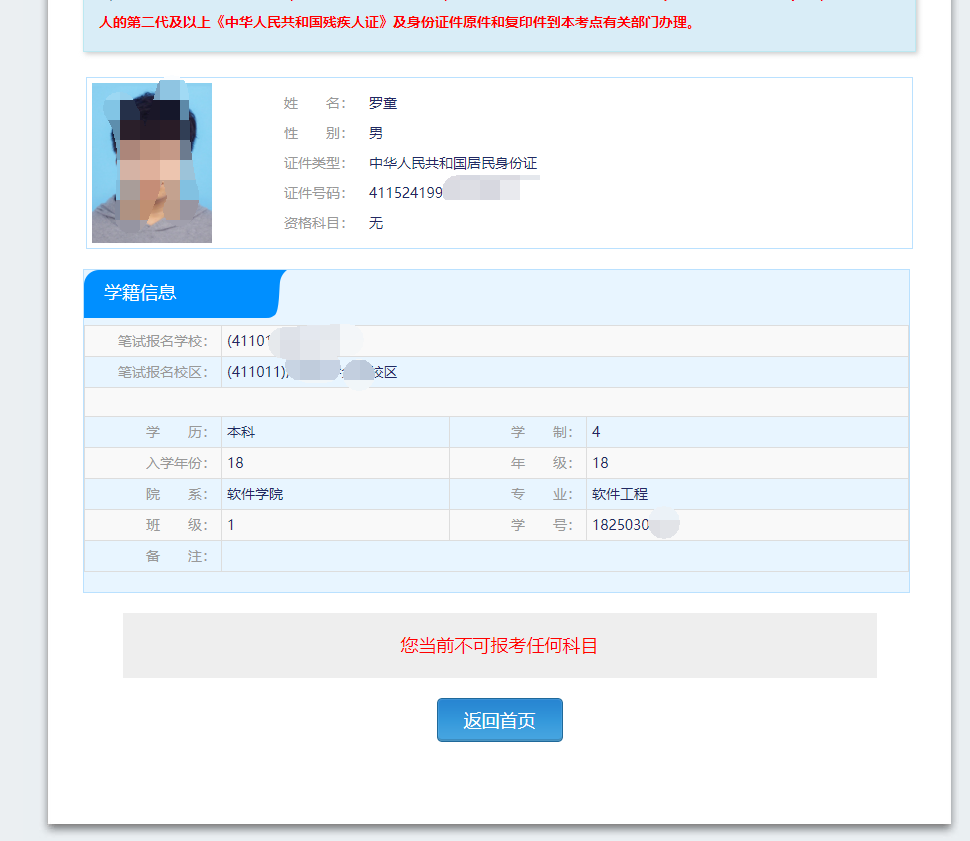 人的第二代及以上《中华人民共和国残疾人证》及身份证件原件和复印件到本考点有关部门办理。
姓 名： 罗童
性 别： 男
证件类型： 中华人民共和国居民身份证
证件号码： 411524199
资格科目： 无
学籍信息
笔试报名学校： (41101
笔试报名校区： (411011) 校区
学 历： 本科 学 制： 4
入学年份： 18 年 级： 18
院 系： 软件学院 专 业： 软件工程
班 级： 1 学 号： 1825030
备 注：
您当前不可报考任何科目
返回首页